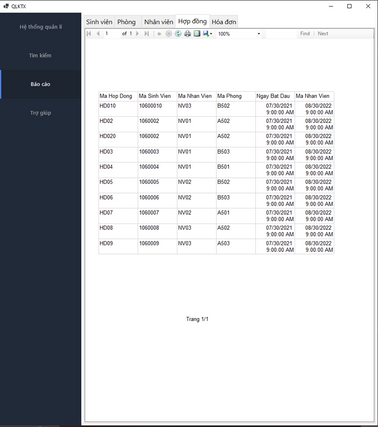 QLKTX
Hệ thống quản lí
Tìm kiếm
Báo cáo
Trợ giúp
Sinh viên Phòng Nhân viên Hợp đồng Hóa đơn
1 of 1 100% Find | Next
Ma Hop Dong Ma Sinh Vien Ma Nhan Vien Ma Phong Ngay Bat Dau Ma Nhan Vien
HD010 10600010 NV03 B502 07/30/2021 08/30/2022
9:00:00 AM 9:00:00 AM
HD02 1060002 NV01 A502 07/30/2021 08/30/2022
9:00:00 AM 9:00:00 AM
HD020 1060002 NV01 A502 07/30/2021 08/30/2022
9:00:00 AM 9:00:00 AM
HD03 1060003 NV01 B503 07/30/2021 08/30/2022
9:00:00 AM 9:00:00 AM
HD04 1060004 NV01 B501 07/30/2021 08/30/2022
9:00:00 AM 9:00:00 AM
HD05 1060005 NV02 B502 07/30/2021 08/30/2022
9:00:00 AM 9:00:00 AM
HD06 1060006 NV02 B503 07/30/2021 08/30/2022
9:00:00 AM 9:00:00 AM
HD07 1060007 NV02 A501 07/30/2021 08/30/2022
9:00:00 AM 9:00:00 AM
HD08 1060008 NV03 A502 07/30/2021 08/30/2022
9:00:00 AM 9:00:00 AM
HD09 1060009 NV03 A503 07/30/2021 08/30/2022
9:00:00 AM 9:00:00 AM
Trang 1/1